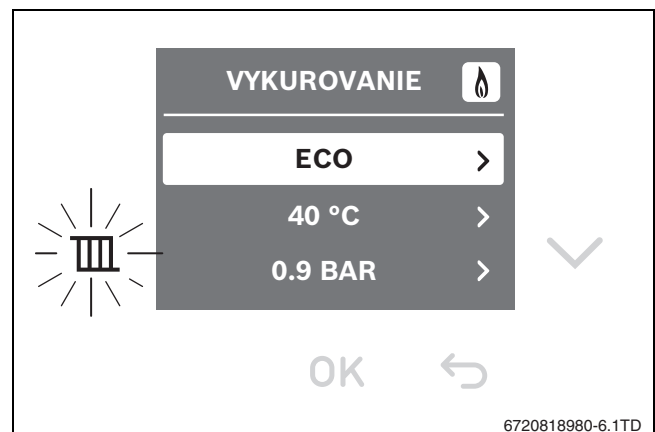 VYKUROVANIE
ECO
40 °C
0.9 BAR
OK
6720818980-6.1TD